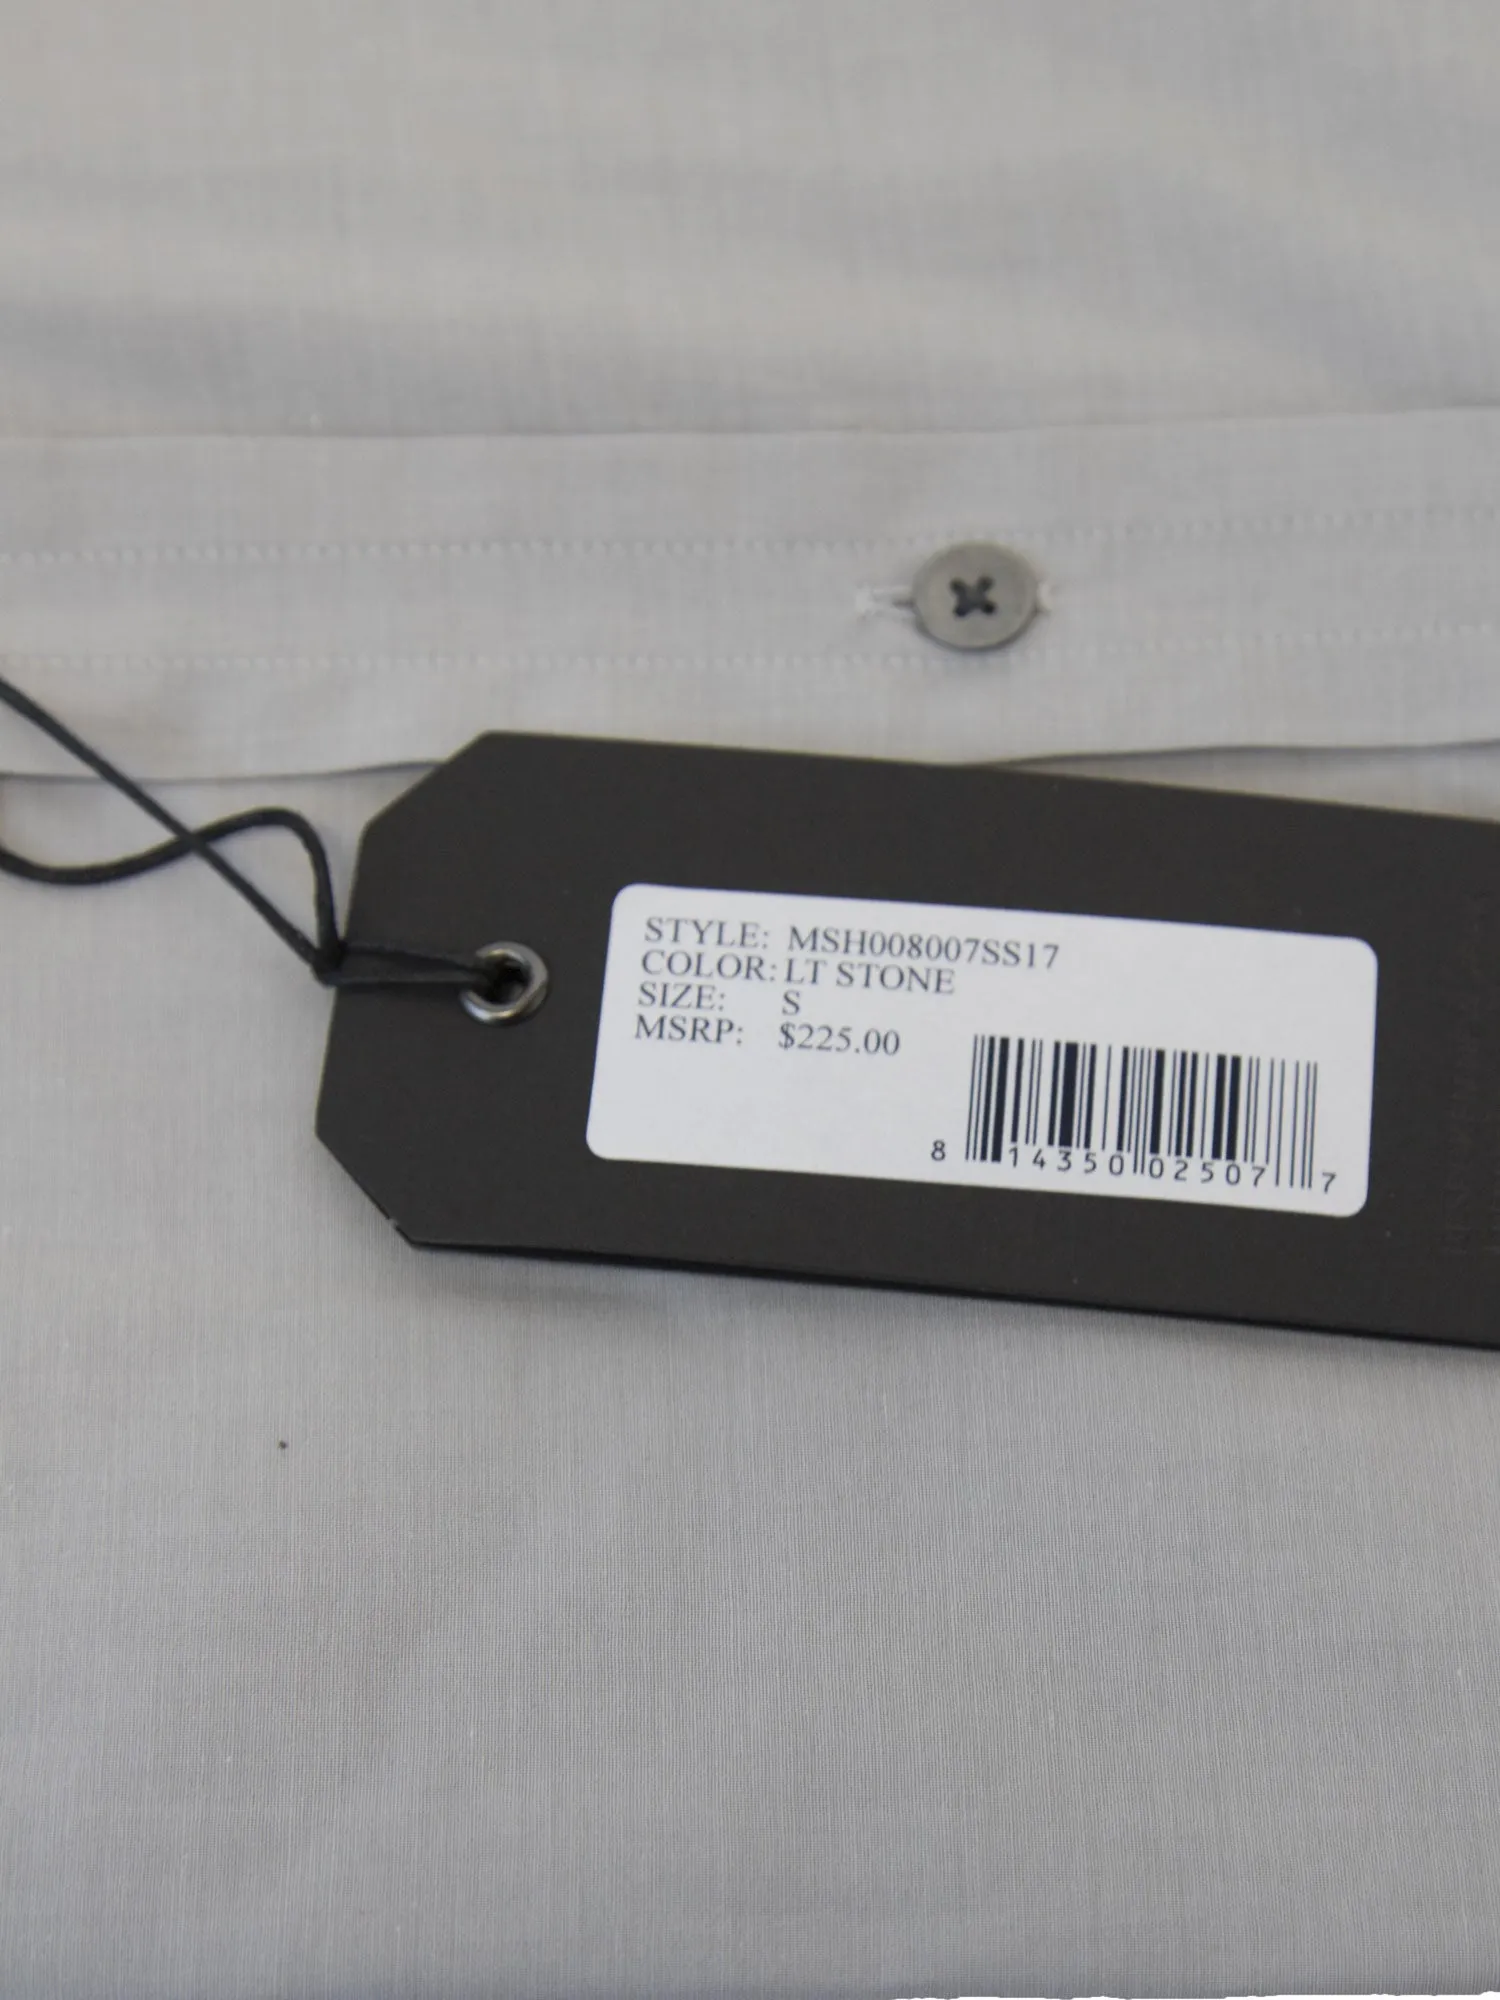 STYLE: MSH008007SS17
COLOR: LT STONE
SIZE: S
MSRP: $225.00
8 14350 02507 7